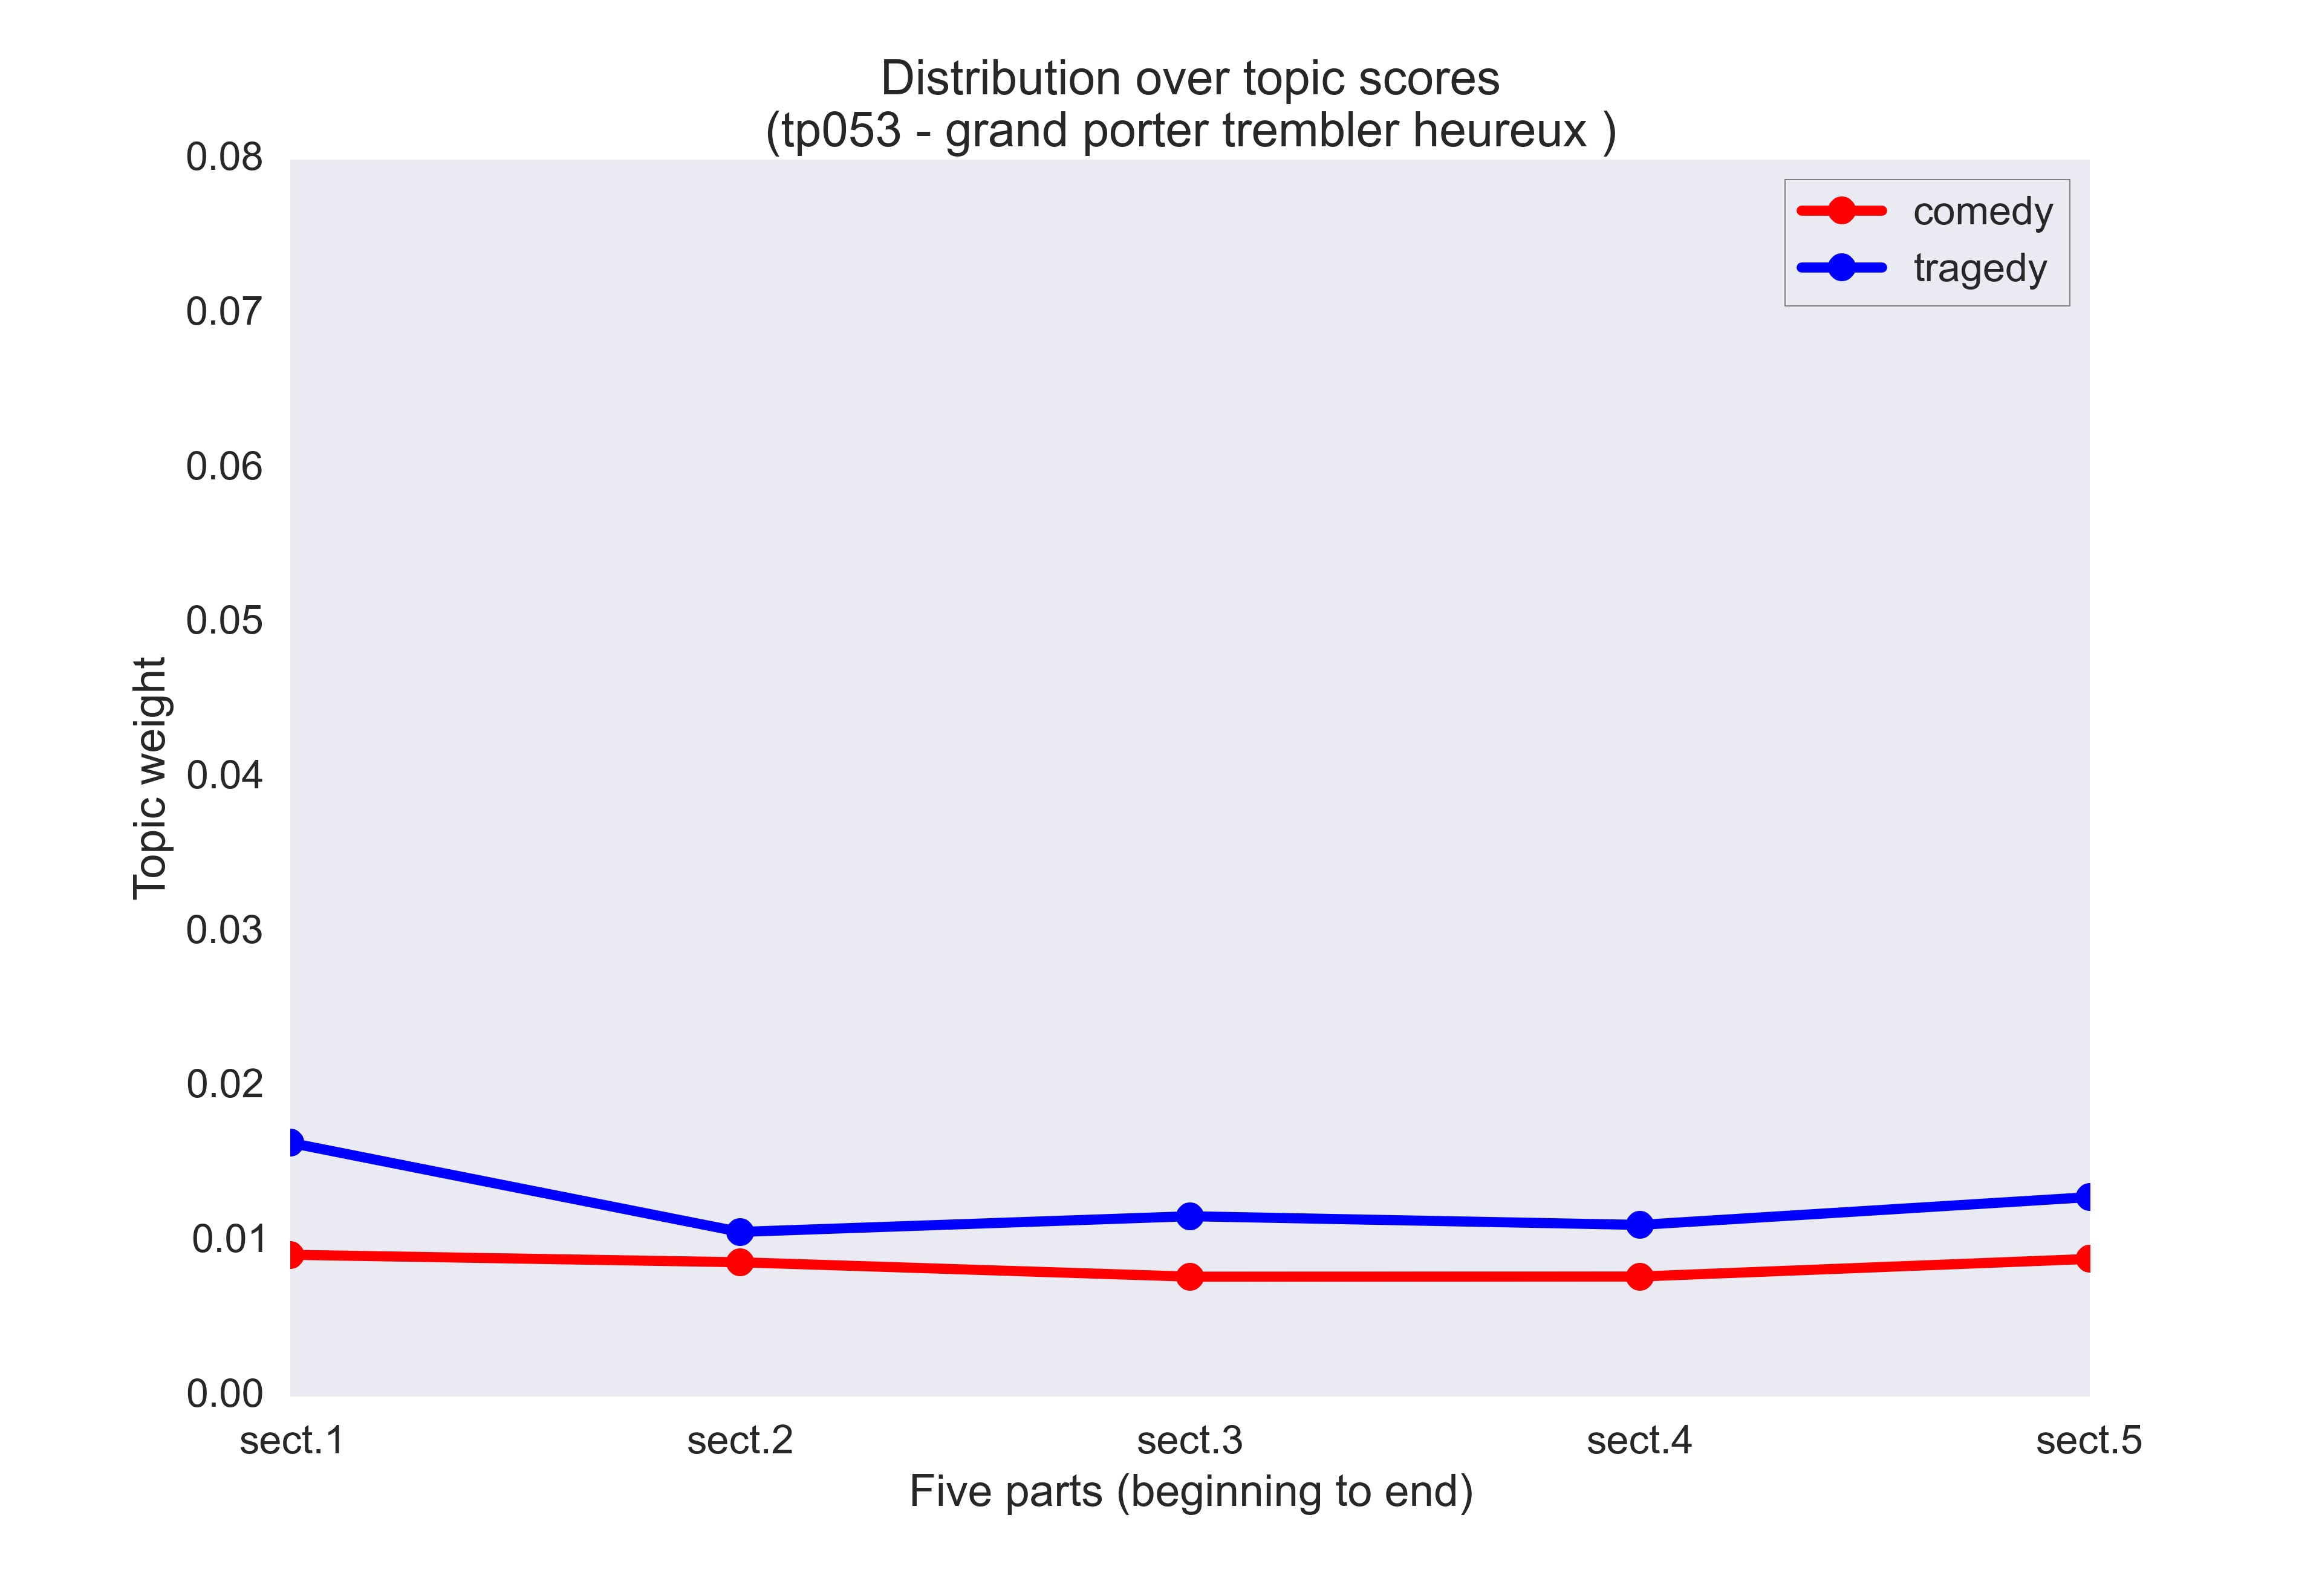 Distribution over topic scores
(tp053 - grand porter trembler heureux )
0.08
0.07
0.06
0.05
0.04
0.03
0.02
0.01
0.00
Topic weight
comedy
tragedy
sect.1
sect.2
sect.3
sect.4
sect.5
Five parts (beginning to end)